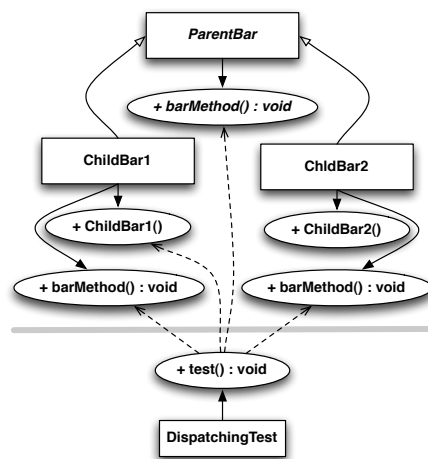 ParentBar
+ barMethod() : void
ChildBar1
ChldBar2
+ ChildBar1()
+ ChildBar2()
+ barMethod() : void
+ barMethod() : void
+ test() : void
DispatchingTest